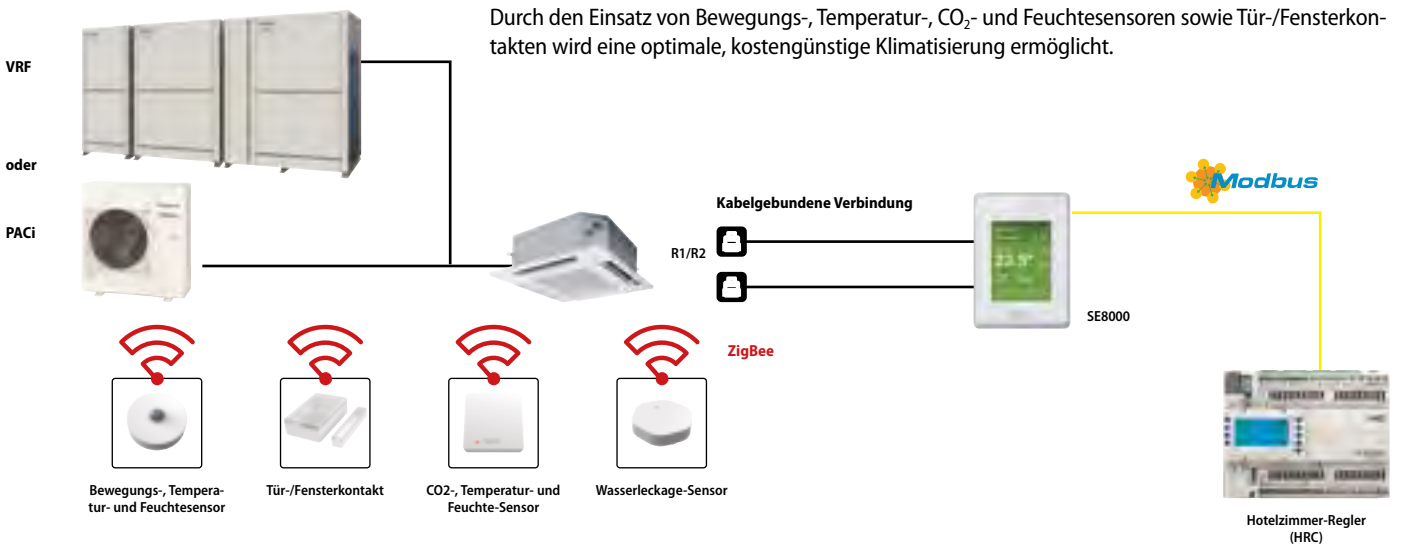 Durch den Einsatz von Bewegungs-, Temperatur-, CO₂- und Feuchtesensoren sowie Tür-/Fensterkon-
takten wird eine optimale, kostengünstige Klimatisierung ermöglicht.
VRF
oder
PACi
Kabelgebundene Verbindung
R1/R2
Modbus
SE8000
ZigBee
Bewegungs-, Tempera-
tur- und Feuchtesensor
Tür-/Fensterkontakt
CO2-, Temperatur- und
Feuchte-Sensor
Wasserleckage-Sensor
Hotelzimmer-Regler
(HRC)